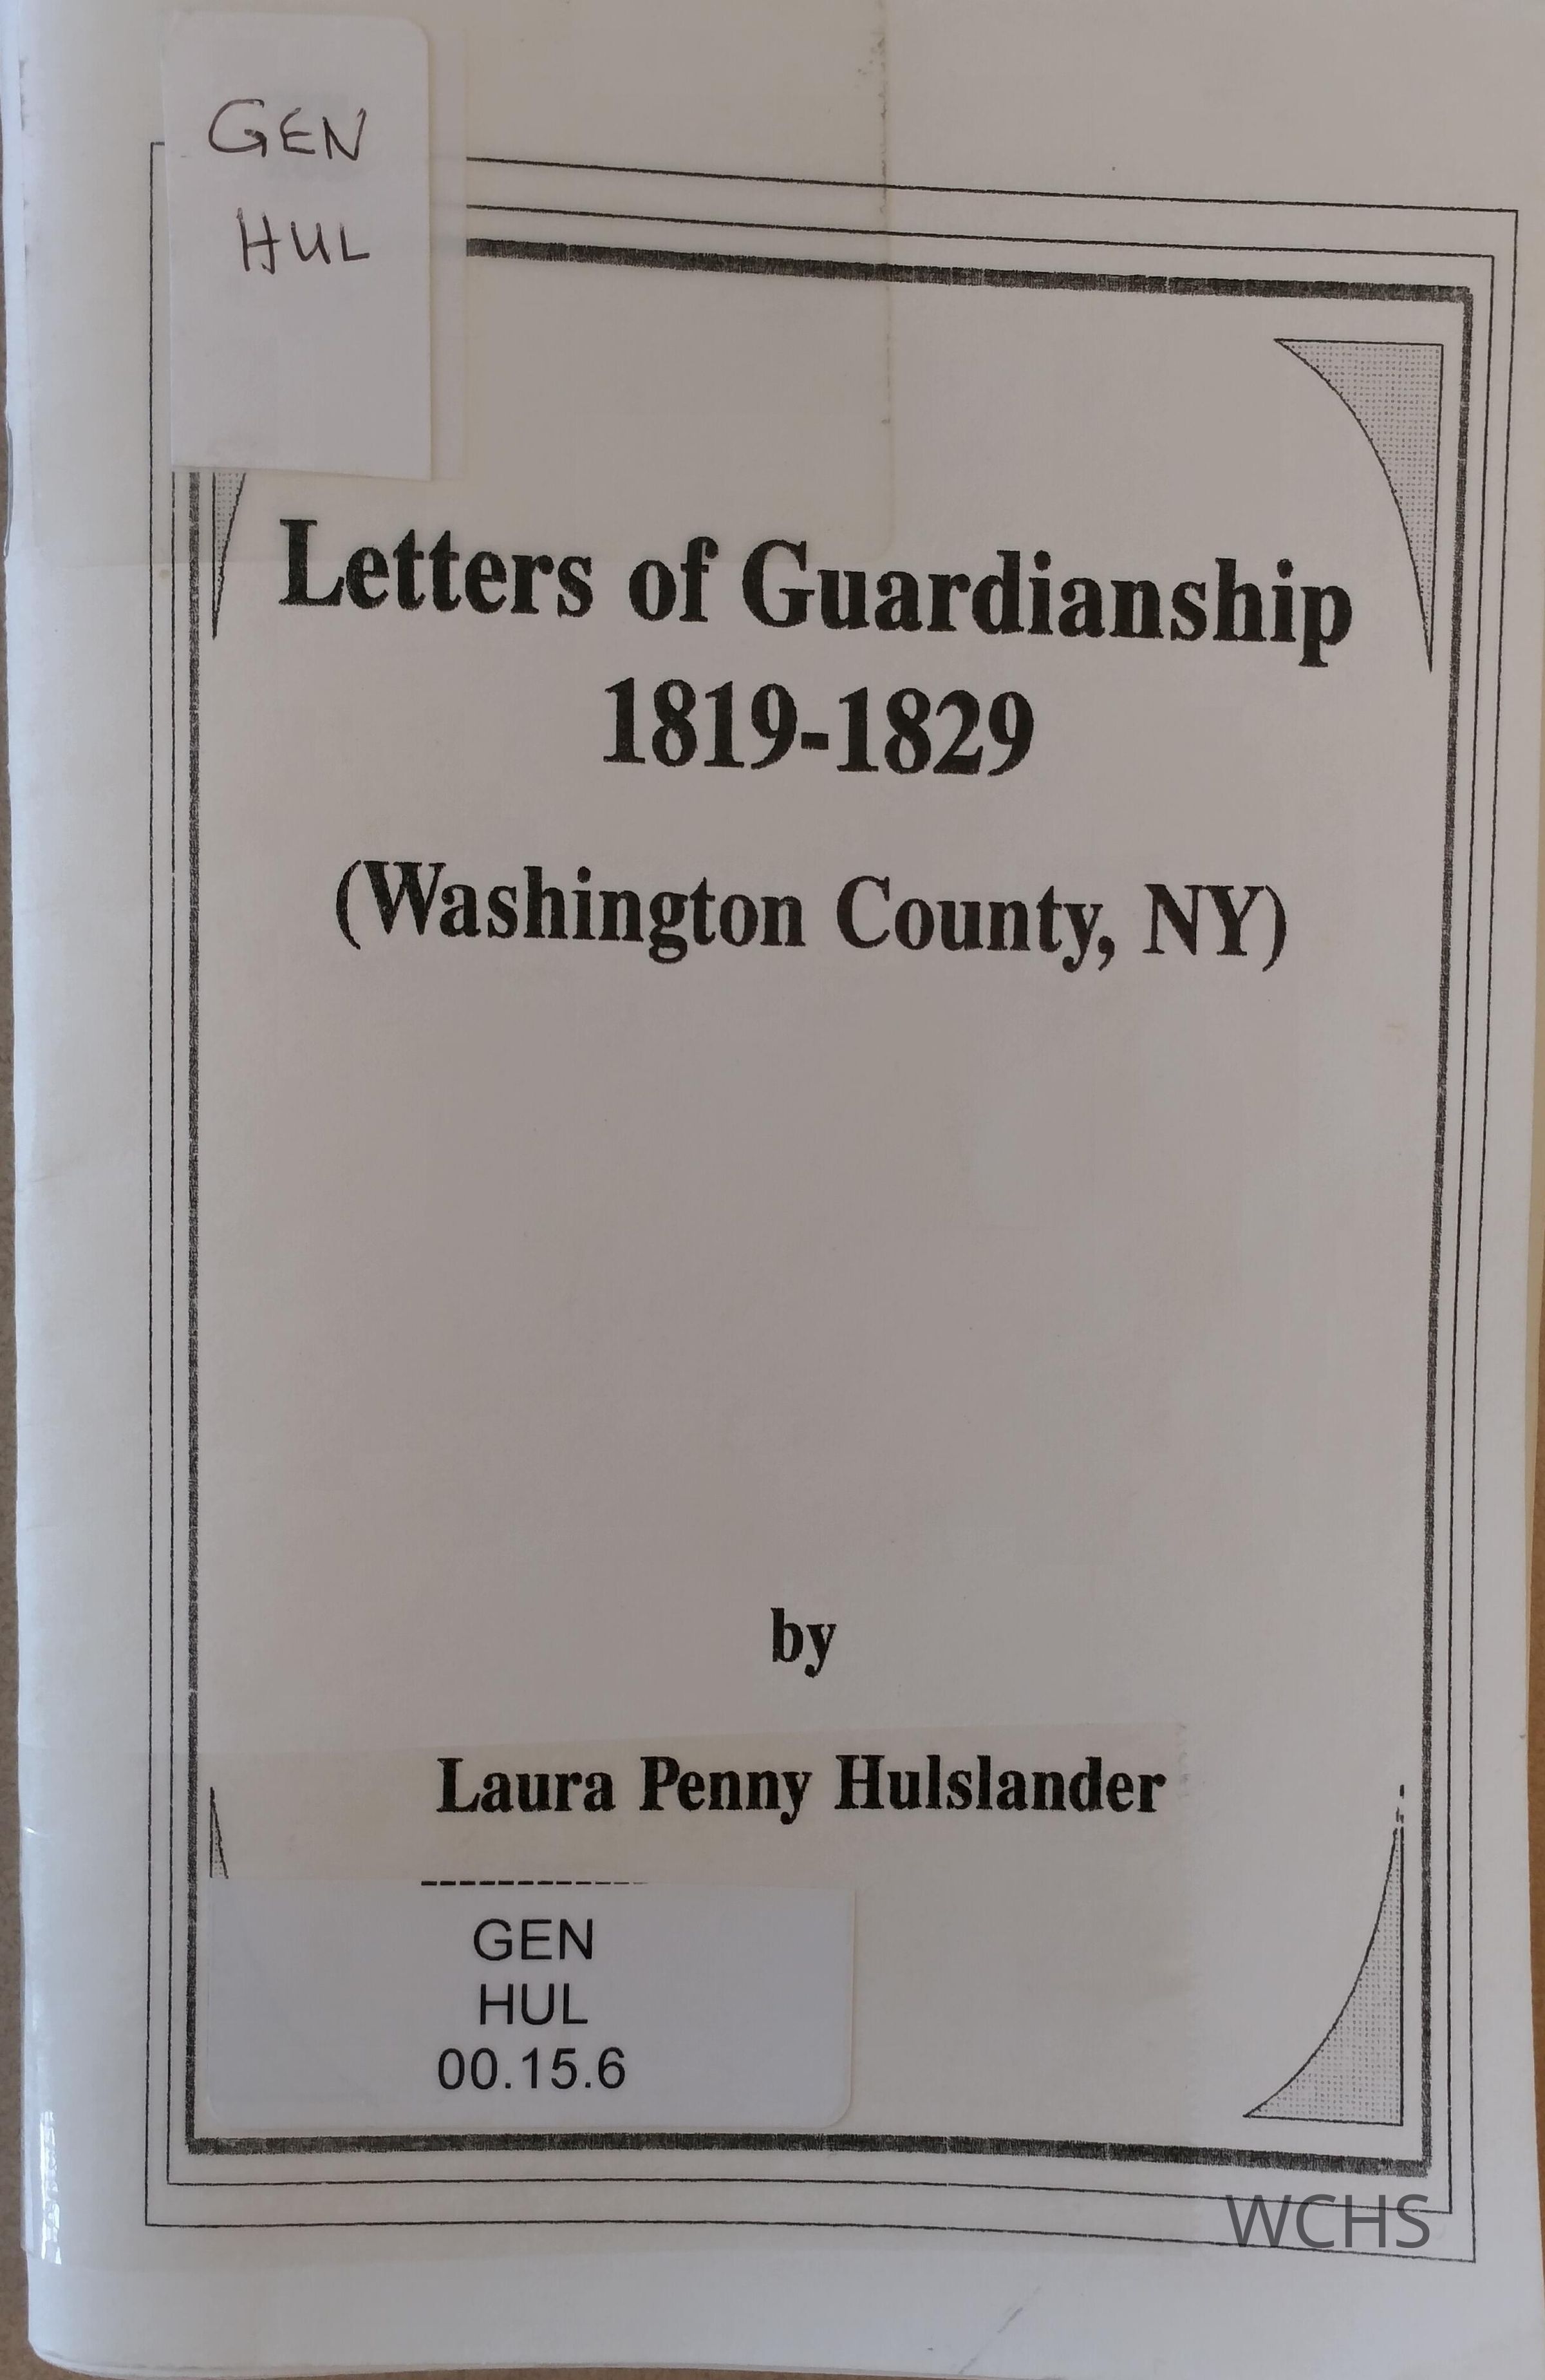 GEN
HUL
Letters of Guardianship
1819-1829
(Washington County, NY)
by
Laura Penny Hulslander
GEN
HUL
00.15.6
WCHS